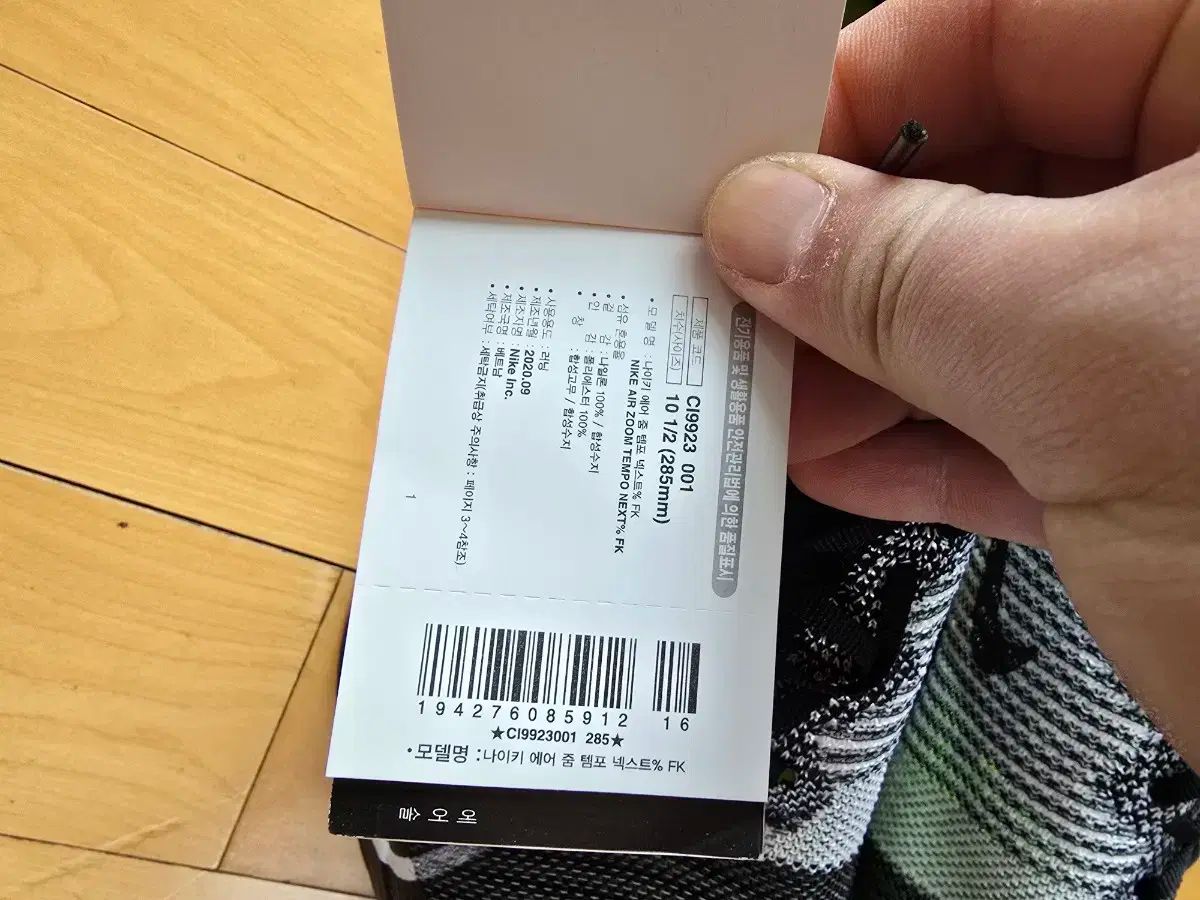 전기용품 및 생활용품 안전관리법에 의한 품질표시
제품 코드 CI9923 001
치수(사이즈) 10 1/2 (285mm)
• 모 델 명 : 나이키 에어 줌 템포 넥스트% FK
NIKE AIR ZOOM TEMPO NEXT% FK
• 섬유 혼용율
• 겉 감 : 나일론 100% / 합성수지
• 안 감 : 폴리에스터 100%
• 창 : 합성고무 / 합성수지
• 사용용도 : 러닝
• 제조년월 : 2020.09
• 제조자명 : Nike Inc.
• 제조국명 : 베트남
• 세탁여부 : 세탁금지(취급상 주의사항 : 페이지 3~4참조)
1
194276085912 16
★CI9923001 285★
•모델명 : 나이키 에어 줌 템포 넥스트% FK
에 어 솔